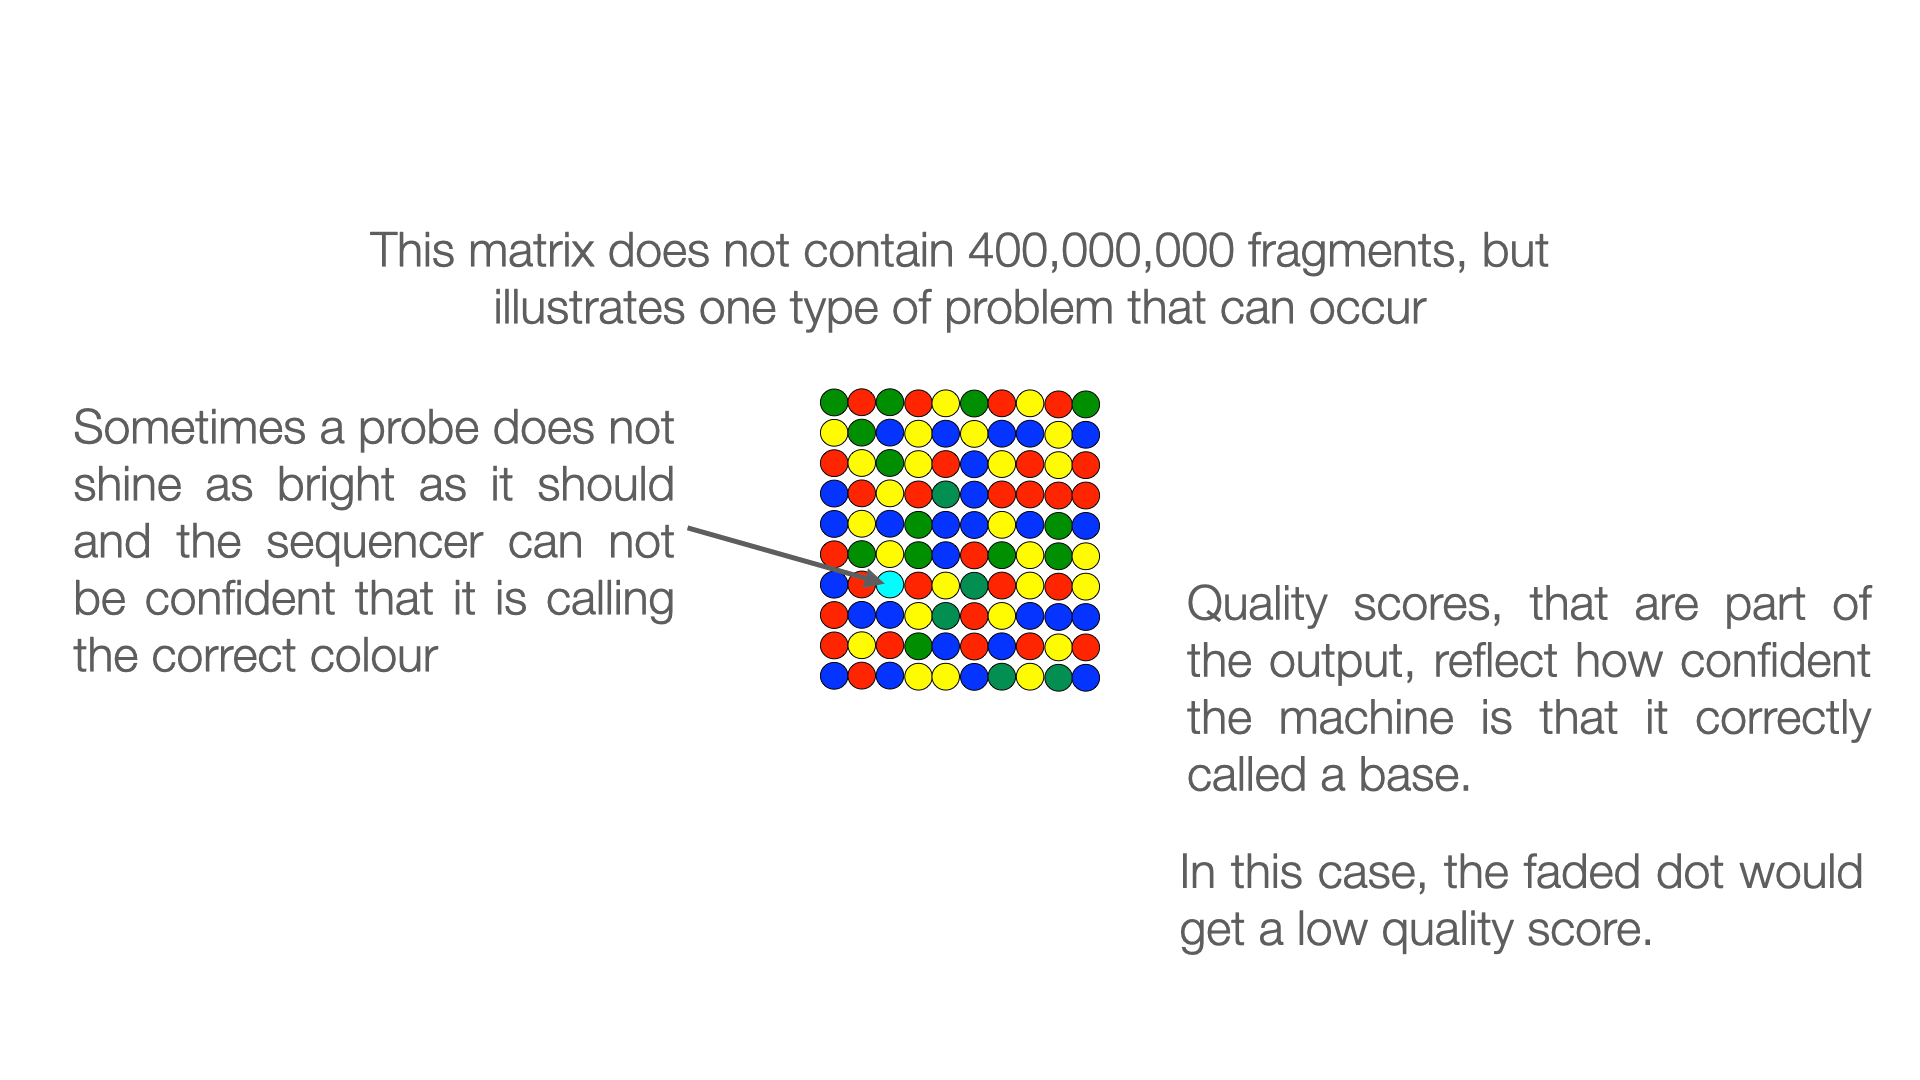 This matrix does not contain 400,000,000 fragments, but
illustrates one type of problem that can occur
Sometimes a probe does not
shine as bright as it should
and the sequencer can not
be confident that it is calling
the correct colour
Quality scores, that are part of
the output, reflect how confident
the machine is that it correctly
called a base.
In this case, the faded dot would
get a low quality score.